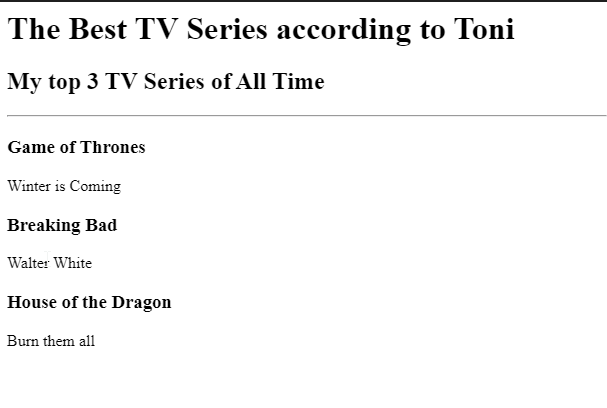 The Best TV Series according to Toni
My top 3 TV Series of All Time
Game of Thrones
Winter is Coming
Breaking Bad
Walter White
House of the Dragon
Burn them all